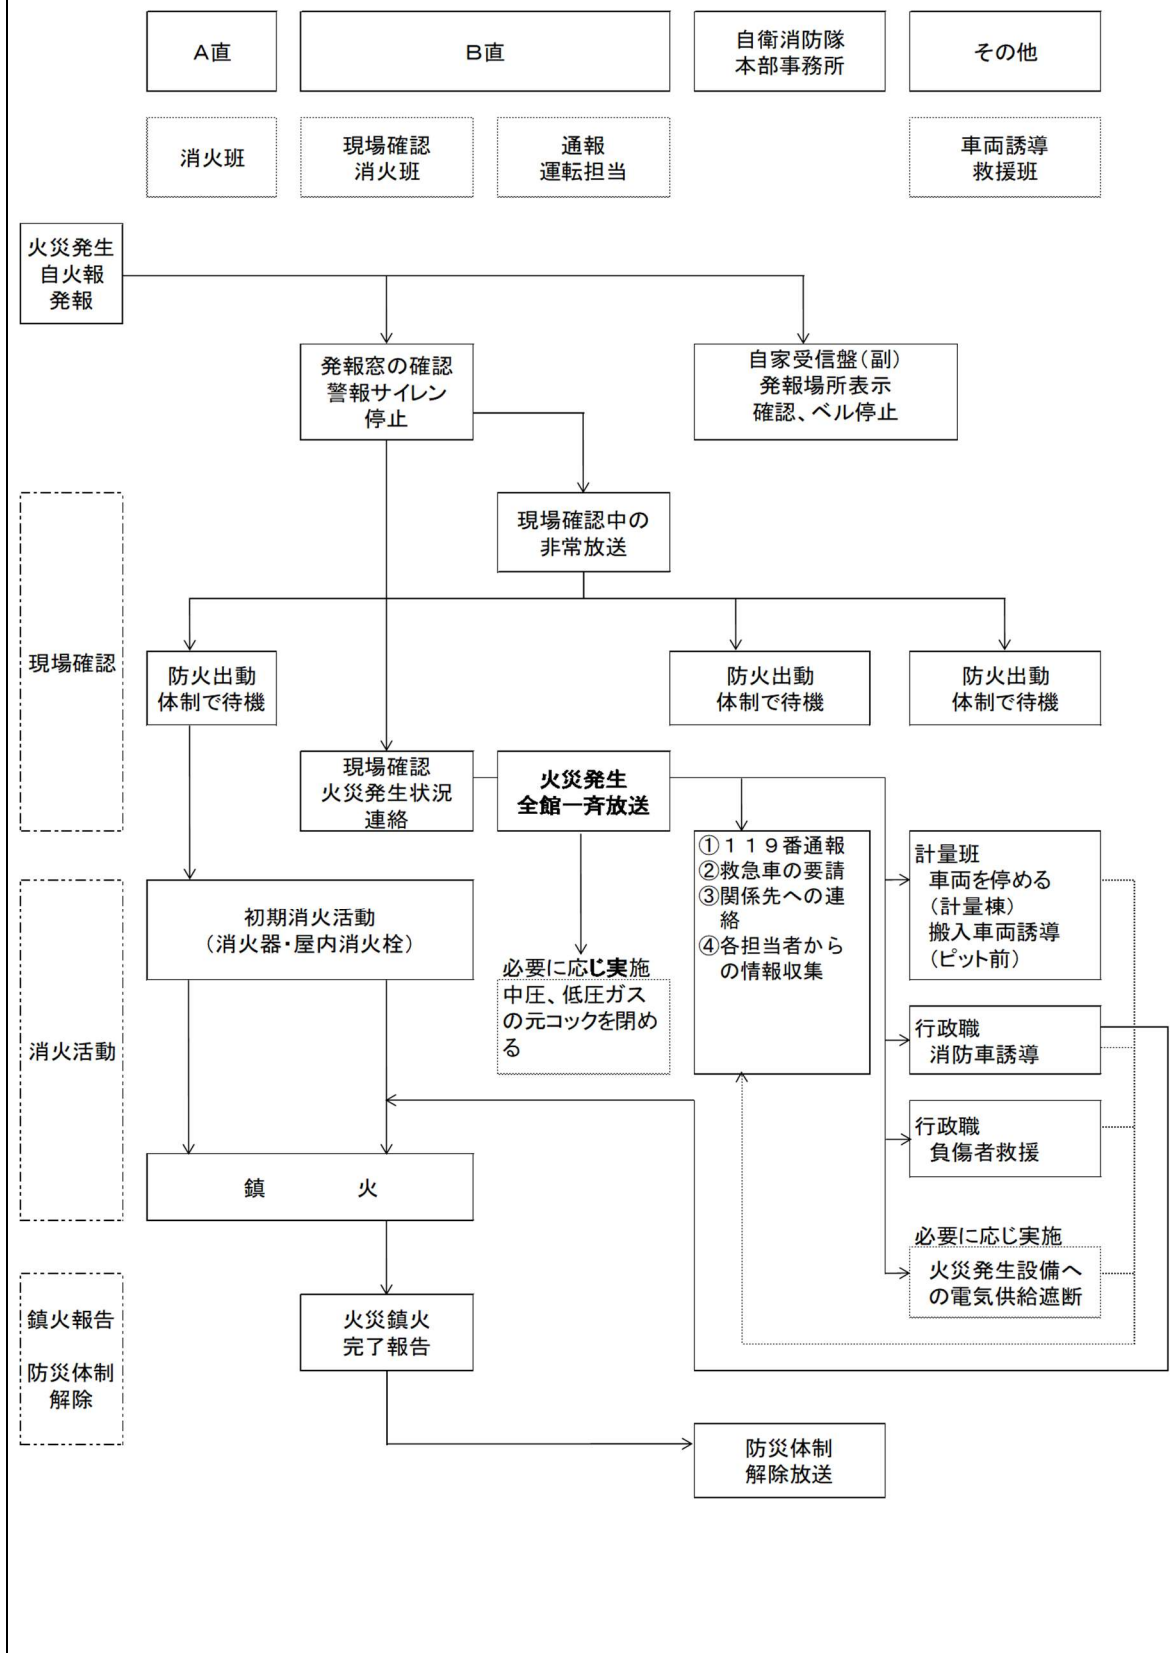 A直
B直
自衛消防隊
本部事務所
その他
消火班
現場確認
消火班
通報
運転担当
車両誘導
救援班
火災発生
自火報
発報
発報窓の確認
警報サイレン
停止
自家受信盤(副)
発報場所表示
確認、ベル停止
現場確認中の
非常放送
現場確認
防火出動
体制で待機
防火出動
体制で待機
防火出動
体制で待機
現場確認
火災発生状況
連絡
火災発生
全館一斉放送
①119番通報
②救急車の要請
③関係先への連
絡
④各担当者から
の情報収集
計量班
車両を停める
(計量棟)
搬入車両誘導
(ピット前)
初期消火活動
(消火器・屋内消火栓)
必要に応じ実施
中圧、低圧ガス
の元コックを閉め
る
消火活動
行政職
消防車誘導
行政職
負傷者救援
鎮 火
必要に応じ実施
火災発生設備へ
の電気供給遮断
鎮火報告
防災体制
解除
火災鎮火
完了報告
防災体制
解除放送